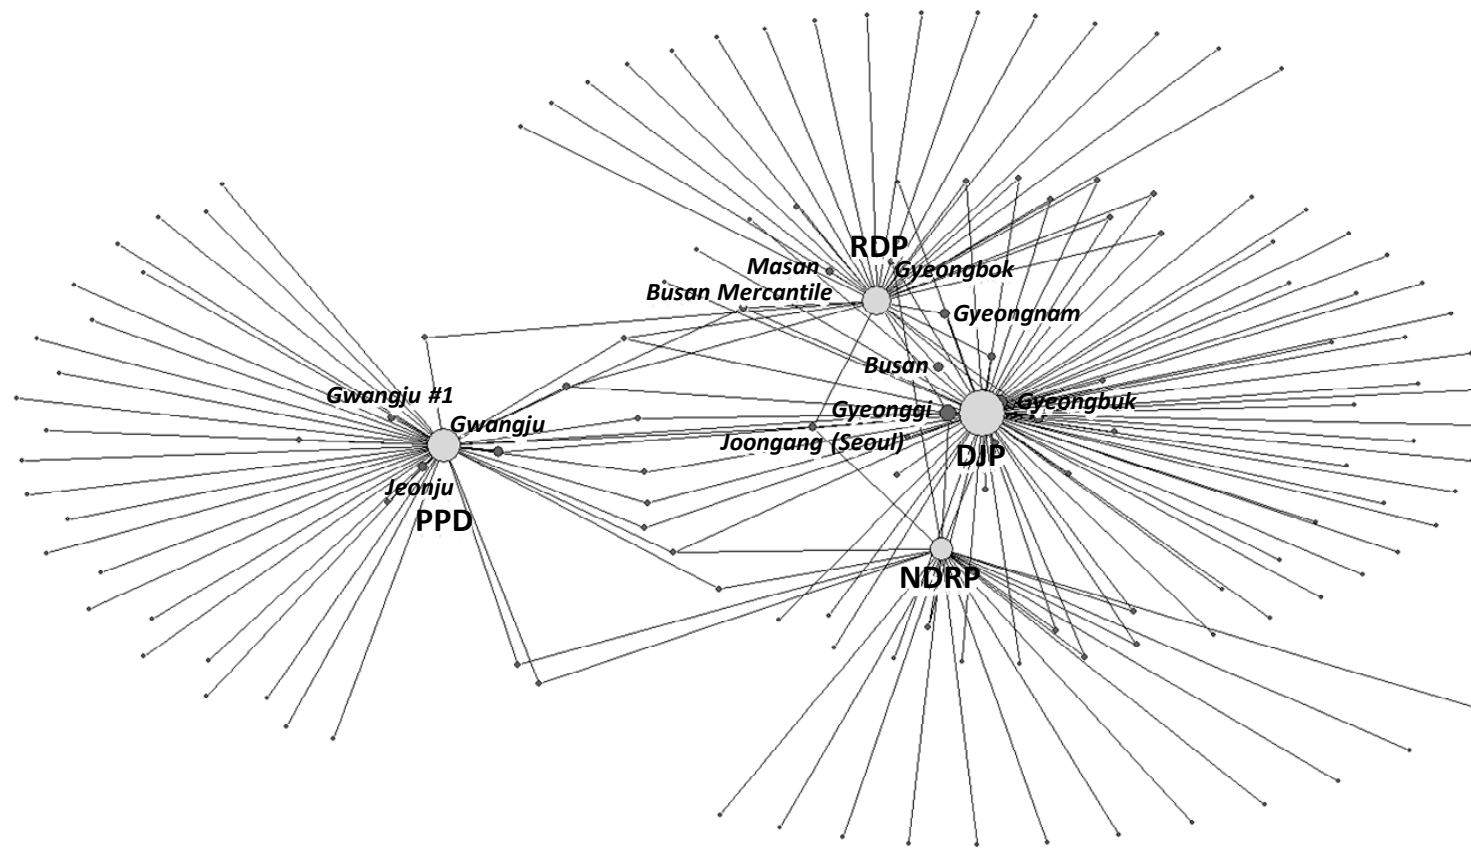 RDP
Masan
Gyeongbok
Busan Mercantile
Gyeongnam
Busan
Gwangju #1
Gyeonggi
Gyeongbuk
Gwangju
Joongang (Seoul)
DJP
Jeonju
PPD
NDRP